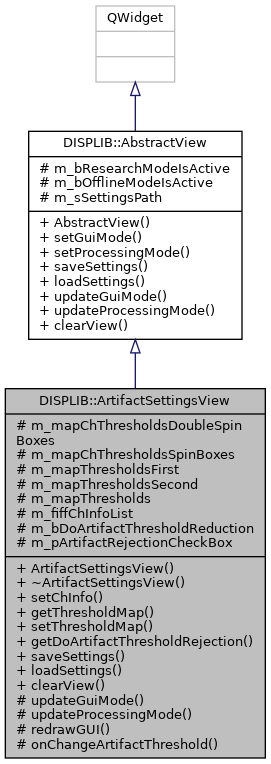 QWidget
DISPLIB::AbstractView
# m_bResearchModeIsActive
# m_bOfflineModeIsActive
# m_sSettingsPath
+ AbstractView()
+ setGuiMode()
+ setProcessingMode()
+ saveSettings()
+ loadSettings()
+ updateGuiMode()
+ updateProcessingMode()
+ clearView()
DISPLIB::ArtifactSettingsView
# m_mapChThresholdsDoubleSpin
Boxes
# m_mapChThresholdsSpinBoxes
# m_mapThresholdsFirst
# m_mapThresholdsSecond
# m_mapThresholds
# m_fiffChInfoList
# m_bDoArtifactThresholdReduction
# m_pArtifactRejectionCheckBox
+ ArtifactSettingsView()
+ ~ArtifactSettingsView()
+ setChInfo()
+ getThresholdMap()
+ setThresholdMap()
+ getDoArtifactThresholdRejection()
+ saveSettings()
+ loadSettings()
+ clearView()
# updateGuiMode()
# updateProcessingMode()
# redrawGUI()
# onChangeArtifactThreshold()